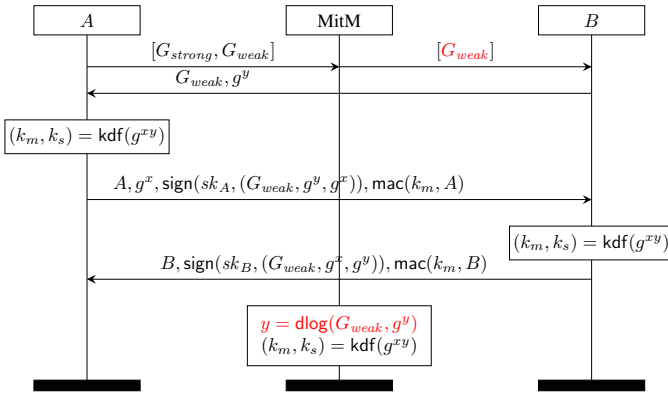 A MitM B
[G_strong, G_weak] [G_weak]
G_weak, g^y
(k_m, k_s) = kdf(g^xy)
A, g^x, sign(sk_A, (G_weak, g^y, g^x)), mac(k_m, A)
(k_m, k_s) = kdf(g^xy)
B, sign(sk_B, (G_weak, g^x, g^y)), mac(k_m, B)
y = dlog(G_weak, g^y)
(k_m, k_s) = kdf(g^xy)